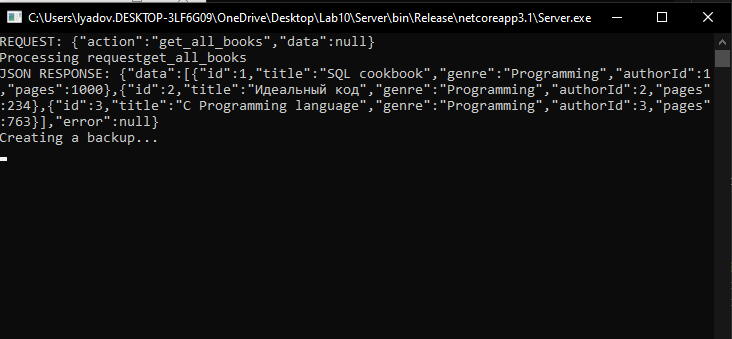 C:\Users\lyadov.DESKTOP-3LF6G09\OneDrive\Desktop\Lab10\Server\bin\Release\netcoreapp3.1\Server.exe
REQUEST: {"action":"get_all_books","data":null}
Processing requestget_all_books
JSON RESPONSE: {"data":[{"id":1,"title":"SQL cookbook","genre":"Programming","authorId":1
,"pages":1000},{"id":2,"title":"Идеальный код","genre":"Programming","authorId":2,"pages"
:234},{"id":3,"title":"C Programming language","genre":"Programming","authorId":3,"pages"
:763}],"error":null}
Creating a backup...